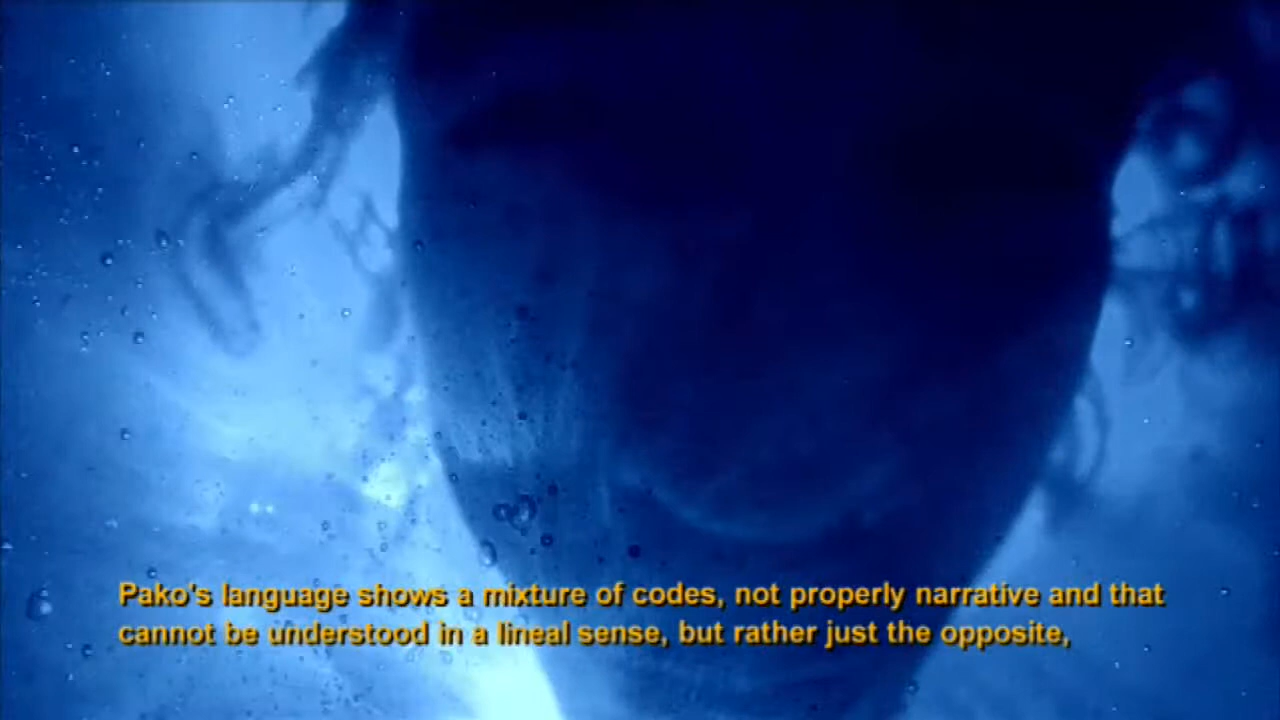 Pako's language shows a mixture of codes, not properly narrative and that
cannot be understood in a lineal sense, but rather just the opposite,